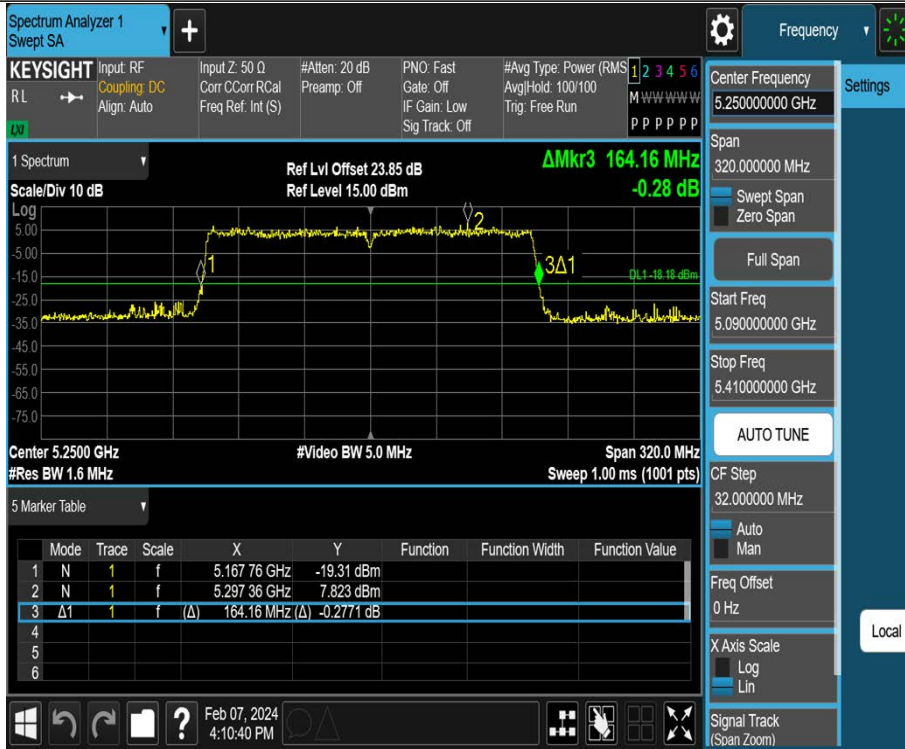 Spectrum Analyzer 1
Swept SA
+
Frequency
KEYSIGHT
RL
LXI
Input: RF
Coupling: DC
Align: Auto
Input Z: 50 Ω
Corr CCorr RCal
Freq Ref: Int (S)
#Atten: 20 dB
Preamp: Off
PNO: Fast
Gate: Off
IF Gain: Low
Sig Track: Off
#Avg Type: Power (RMS
Avg|Hold: 100/100
Trig: Free Run
1 2 3 4 5 6
M W W W W W
P P P P P P
1 Spectrum
Scale/Div 10 dB
Ref Lvl Offset 23.85 dB
Ref Level 15.00 dBm
ΔMkr3 164.16 MHz
-0.28 dB
Log
5.00
-5.00
-15.0
-25.0
-35.0
-45.0
-55.0
-65.0
-75.0
1
2
3Δ1
DL1 -18.18 dBm
Center 5.2500 GHz
#Res BW 1.6 MHz
#Video BW 5.0 MHz
Span 320.0 MHz
Sweep 1.00 ms (1001 pts)
5 Marker Table
Mode Trace Scale X Y Function Function Width Function Value
1 N 1 f 5.167 76 GHz -19.31 dBm
2 N 1 f 5.297 36 GHz 7.823 dBm
3 Δ1 1 f (Δ) 164.16 MHz (Δ) -0.2771 dB
4
5
6
?
Feb 07, 2024
4:10:40 PM
Center Frequency
5.250000000 GHz
Span
320.000000 MHz
Swept Span
Zero Span
Full Span
Start Freq
5.090000000 GHz
Stop Freq
5.410000000 GHz
AUTO TUNE
CF Step
32.000000 MHz
Auto
Man
Freq Offset
0 Hz
X Axis Scale
Log
Lin
Signal Track
(Span Zoom)
Settings
Local